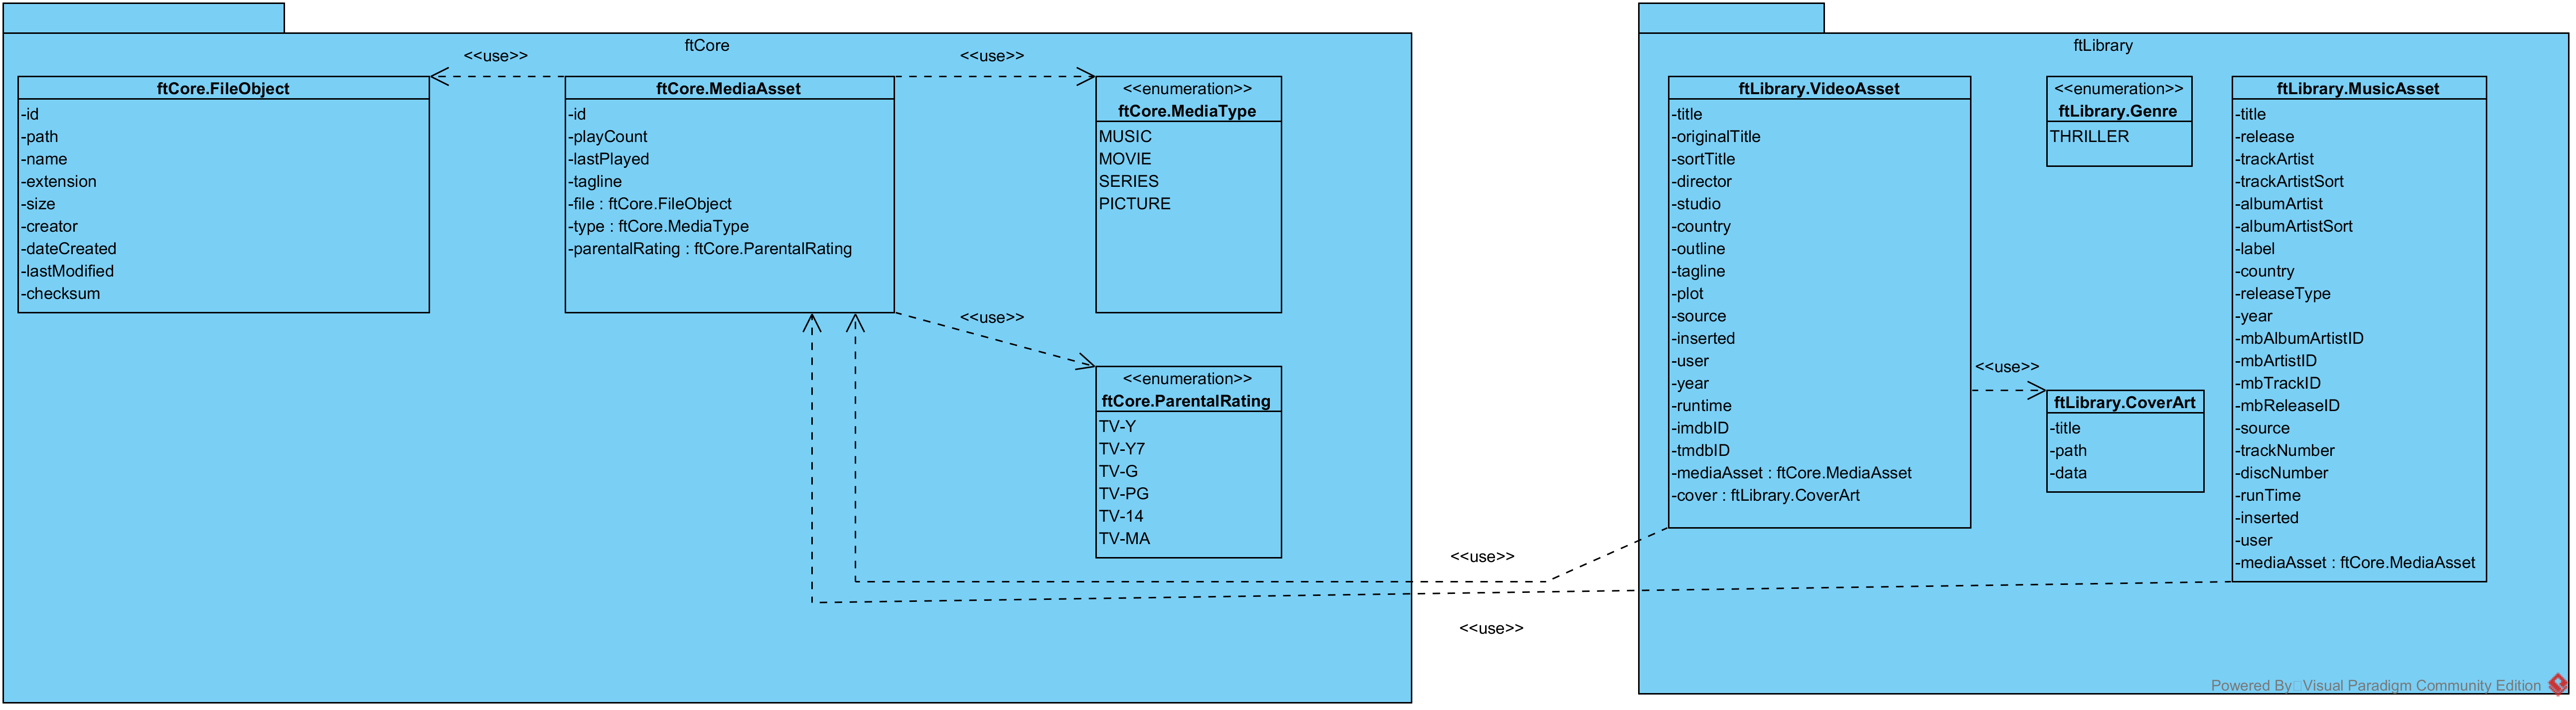 ftCore
<<use>>
<<use>>
ftCore.FileObject
-id
-path
-name
-extension
-size
-creator
-dateCreated
-lastModified
-checksum
ftCore.MediaAsset
-id
-playCount
-lastPlayed
-tagline
-file : ftCore.FileObject
-type : ftCore.MediaType
-parentalRating : ftCore.ParentalRating
<<enumeration>>
ftCore.MediaType
MUSIC
MOVIE
SERIES
PICTURE
<<use>>
<<enumeration>>
ftCore.ParentalRating
TV-Y
TV-Y7
TV-G
TV-PG
TV-14
TV-MA
<<use>>
<<use>>
ftLibrary
ftLibrary.VideoAsset
-title
-originalTitle
-sortTitle
-director
-studio
-country
-outline
-tagline
-plot
-source
-inserted
-user
-year
-runtime
-imdbID
-tmdbID
-mediaAsset : ftCore.MediaAsset
-cover : ftLibrary.CoverArt
<<enumeration>>
ftLibrary.Genre
THRILLER
<<use>>
ftLibrary.CoverArt
-title
-path
-data
ftLibrary.MusicAsset
-title
-release
-trackArtist
-trackArtistSort
-albumArtist
-albumArtistSort
-label
-country
-releaseType
-year
-mbAlbumArtistID
-mbArtistID
-mbTrackID
-mbReleaseID
-source
-trackNumber
-discNumber
-runTime
-inserted
-user
-mediaAsset : ftCore.MediaAsset
Powered By Visual Paradigm Community Edition